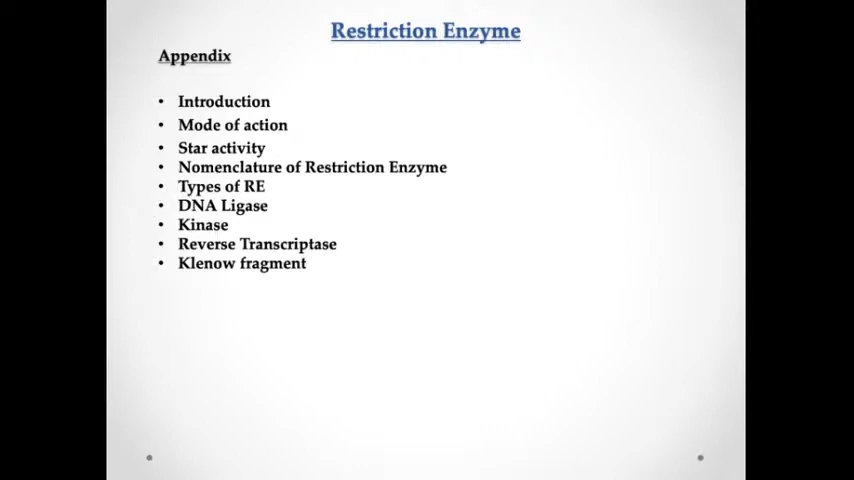 Restriction Enzyme
Appendix
• Introduction
• Mode of action
• Star activity
• Nomenclature of Restriction Enzyme
• Types of RE
• DNA Ligase
• Kinase
• Reverse Transcriptase
• Klenow fragment